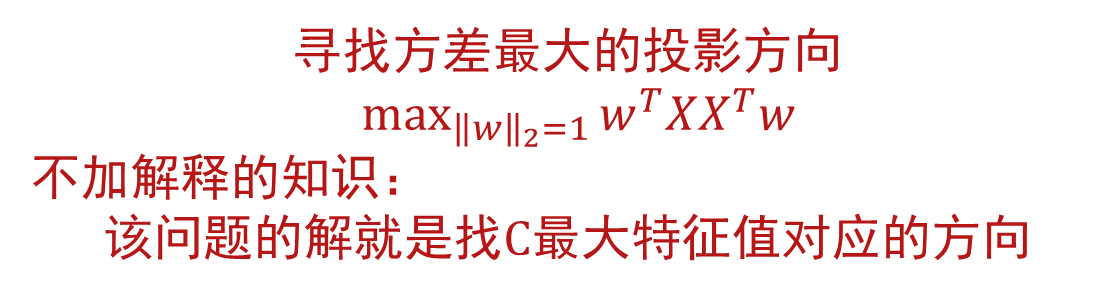 寻找方差最大的投影方向
max‖w‖₂=1 wᵀXXᵀw
不加解释的知识：
该问题的解就是找C最大特征值对应的方向